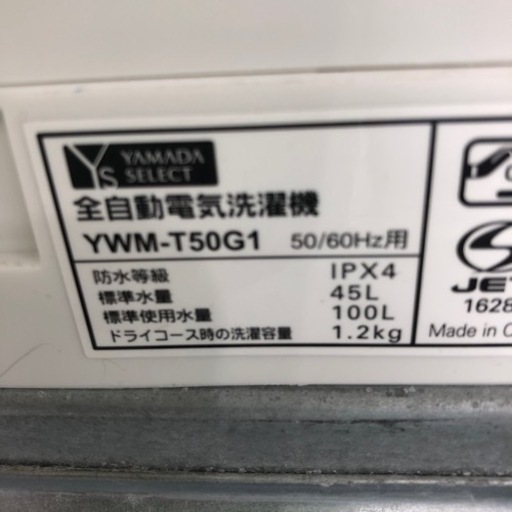 YS YAMADA
SELECT
全自動電気洗濯機
YWM-T50G1 50/60Hz用
防水等級 IPX4
標準水量 45L
標準使用水量 100L
ドライコース時の洗濯容量 1.2kg
JET
1628
Made in C